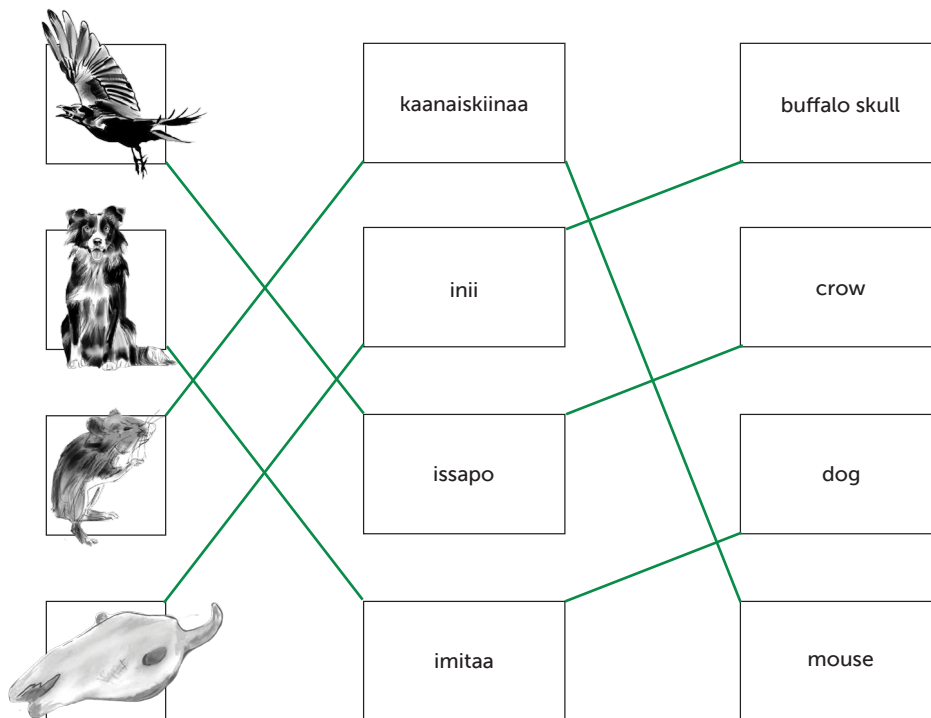 kaanaiskiinaa
buffalo skull
inii
crow
issapo
dog
imitaa
mouse